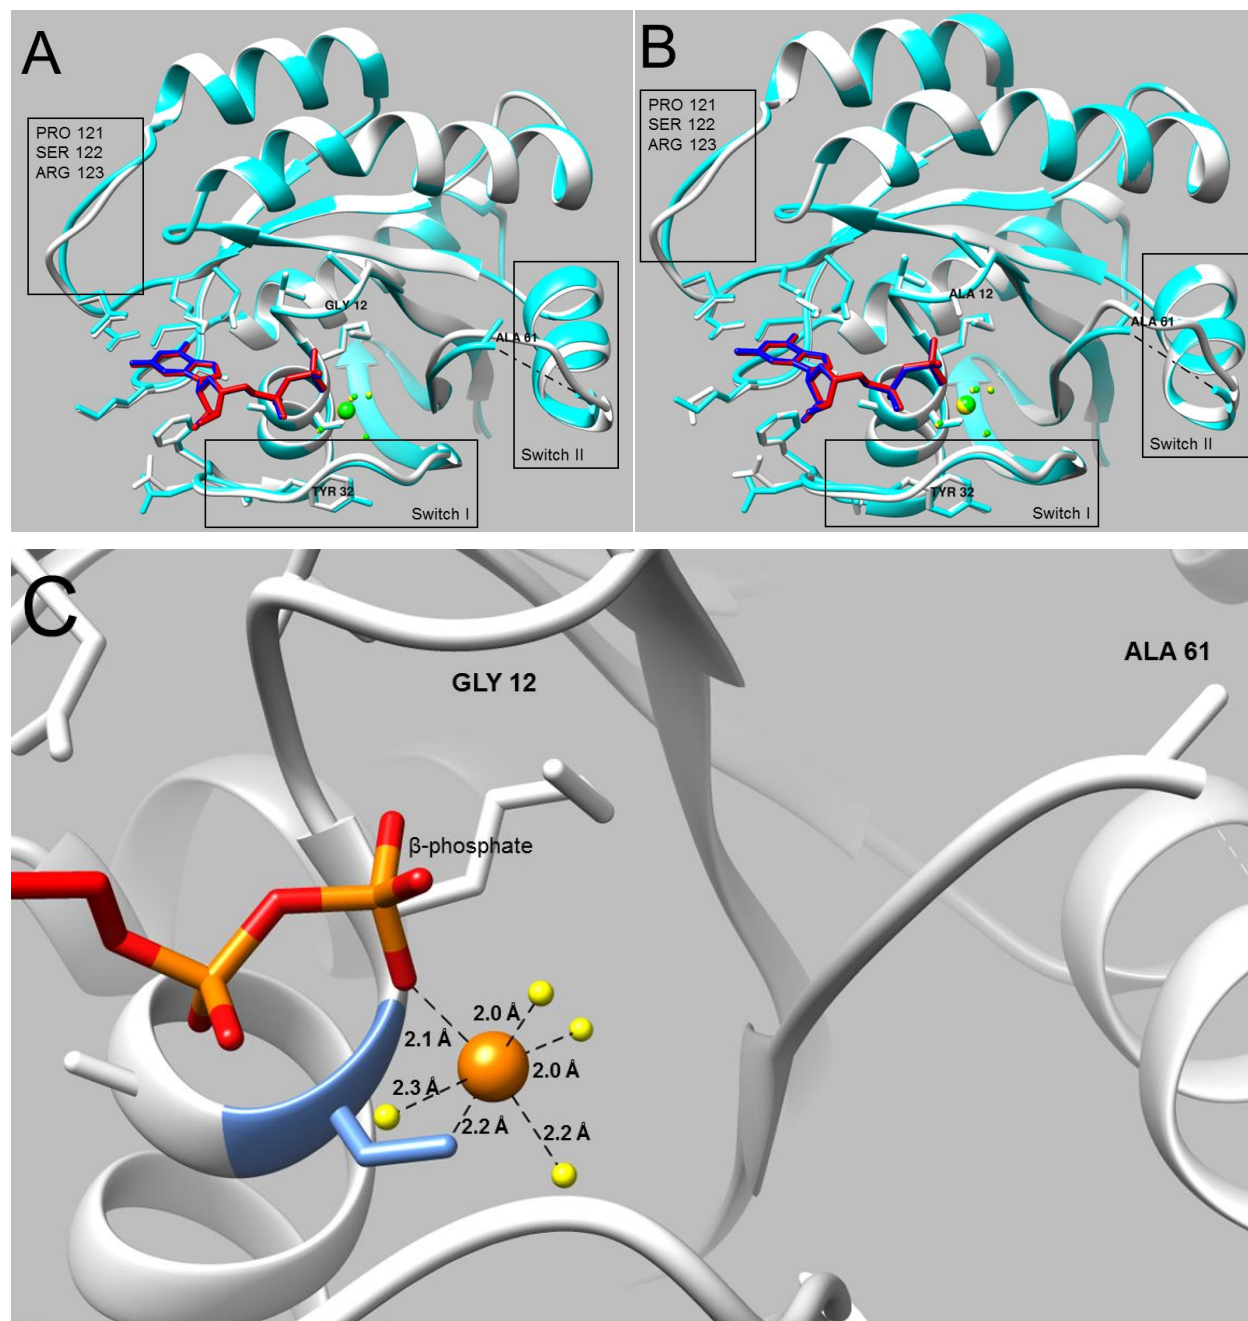 A
PRO 121
SER 122
ARG 123
GLY 12
ALA 61
Switch II
TYR 32
Switch I
B
PRO 121
SER 122
ARG 123
ALA 12
ALA 61
Switch II
TYR 32
Switch I
C
ALA 61
GLY 12
β-phosphate
2.0 Å
2.1 Å
2.0 Å
2.3 Å
2.2 Å
2.2 Å